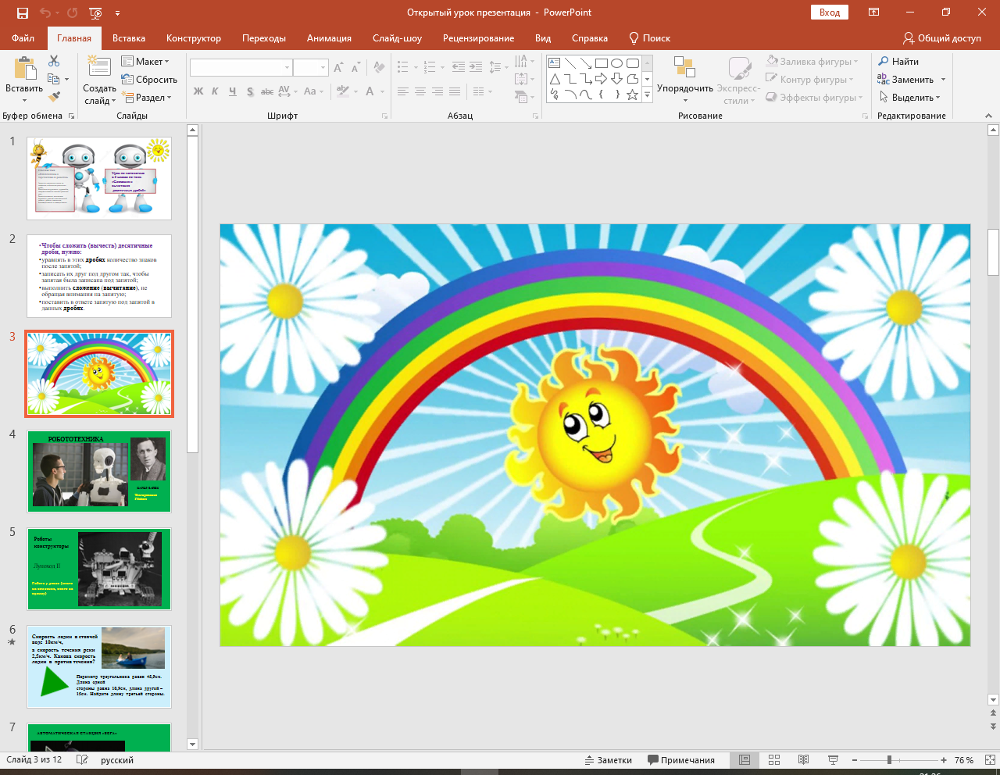 Открытый урок презентация - PowerPoint
Вход
Файл
Главная
Вставка
Конструктор
Переходы
Анимация
Слайд-шоу
Рецензирование
Вид
Справка
Поиск
Общий доступ
Вставить
Буфер обмена
Создать
слайд
Макет
Сбросить
Раздел
Слайды
Ж К Ч S abc AV Aa А
Шрифт
Абзац
Упорядочить
Экспресс-
стили
Заливка фигуры
Контур фигуры
Эффекты фигуры
Рисование
Найти
Заменить
Выделить
Редактирование
1
Урок по математике
в 5 классе по теме:
«Сложение и
вычитание
десятичных дробей»
2
•Чтобы сложить (вычесть) десятичные
дроби, нужно:
•уравнять в этих дробях количество знаков
после запятой;
•записать их друг под другом так, чтобы
запятая была записана под запятой;
•выполнить сложение (вычитание), не
обращая внимания на запятую;
•поставить в ответе запятую под запятой в
данных дробях.
3
4
РОБОТОТЕХНИКА
5
Роботы
конструкторы
Луноход II
6
Скорость лодки в стоячей
воде 10км/ч,
а скорость течения реки
2,5км/ч. Какова скорость
лодки в против течения?
Периметр треугольника равен 45,9см.
Длина одной
стороны равна 18,9см, длина другой –
15см. Найдите длину третьей стороны.
7
АВТОМАТИЧЕСКАЯ СТАНЦИЯ «ВЕГА»
Слайд 3 из 12
русский
Заметки
Примечания
76 %